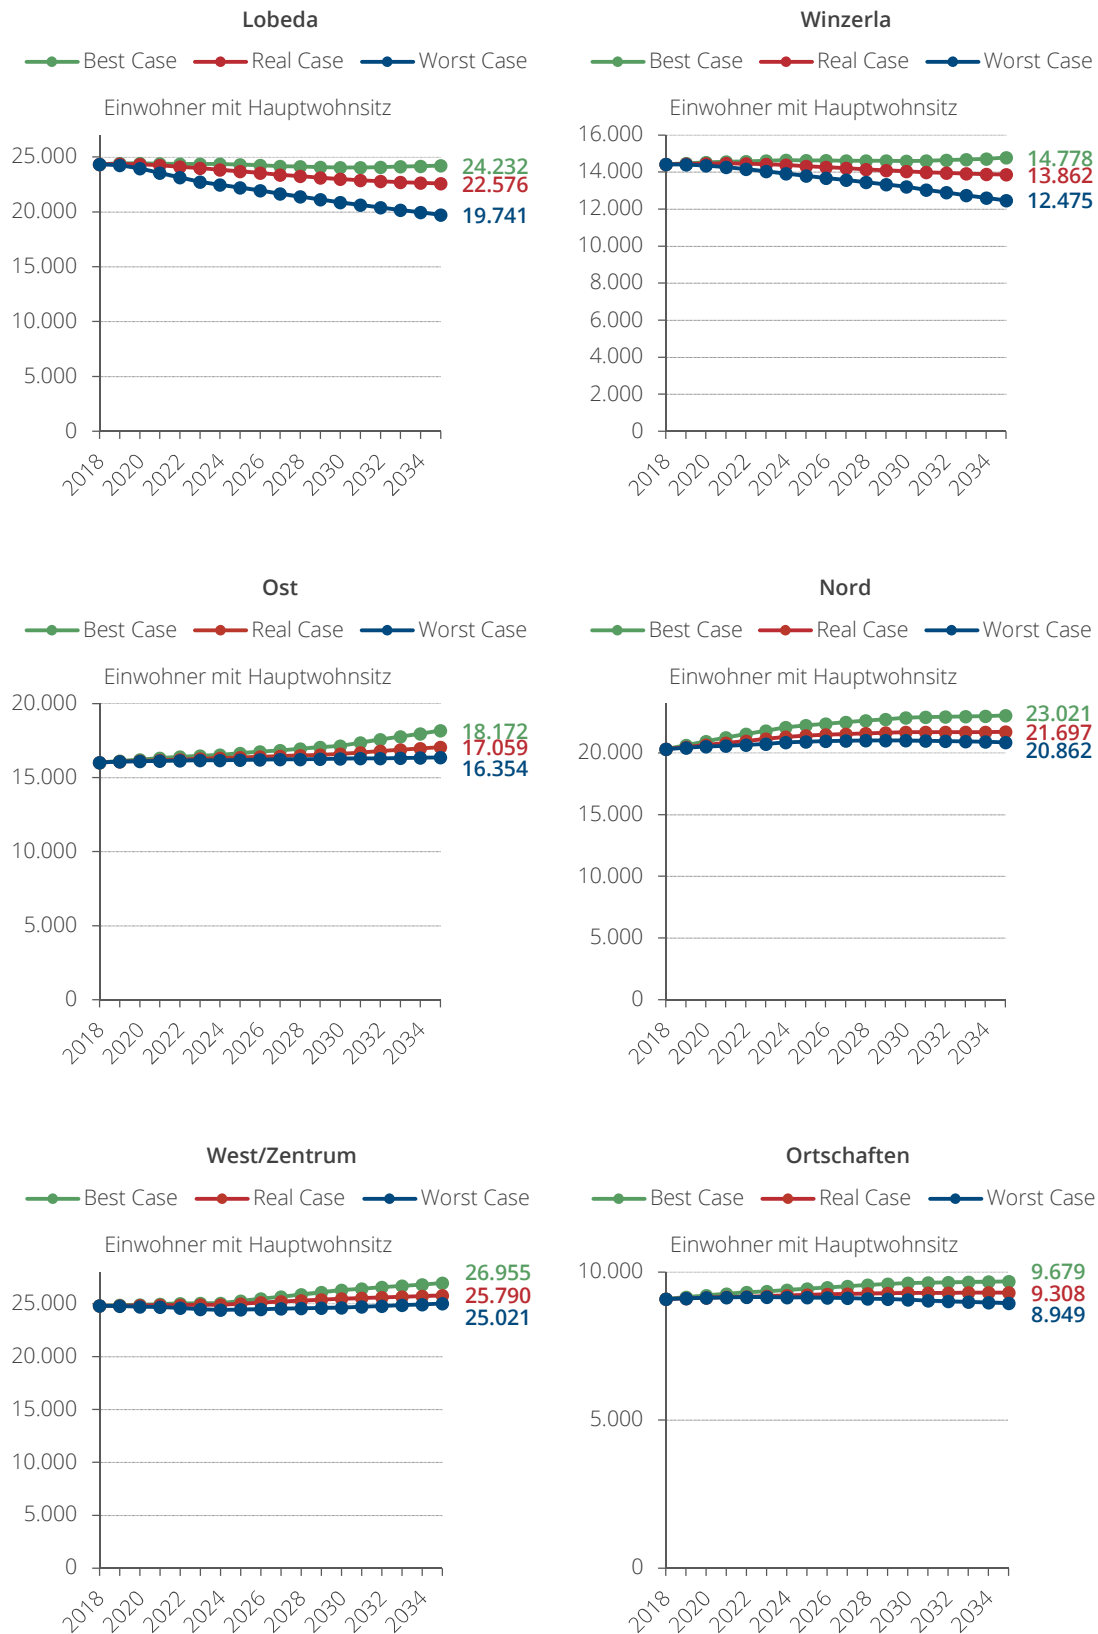 Lobeda
Best Case Real Case Worst Case
Einwohner mit Hauptwohnsitz
25.000
20.000
15.000
10.000
5.000
0
24.232
22.576
19.741
2018 2020 2022 2024 2026 2028 2030 2032 2034
Winzerla
Best Case Real Case Worst Case
Einwohner mit Hauptwohnsitz
16.000
14.000
12.000
10.000
8.000
6.000
4.000
2.000
0
14.778
13.862
12.475
2018 2020 2022 2024 2026 2028 2030 2032 2034
Ost
Best Case Real Case Worst Case
Einwohner mit Hauptwohnsitz
20.000
15.000
10.000
5.000
0
18.172
17.059
16.354
2018 2020 2022 2024 2026 2028 2030 2032 2034
Nord
Best Case Real Case Worst Case
Einwohner mit Hauptwohnsitz
20.000
15.000
10.000
5.000
0
23.021
21.697
20.862
2018 2020 2022 2024 2026 2028 2030 2032 2034
West/Zentrum
Best Case Real Case Worst Case
Einwohner mit Hauptwohnsitz
25.000
20.000
15.000
10.000
5.000
0
26.955
25.790
25.021
2018 2020 2022 2024 2026 2028 2030 2032 2034
Ortschaften
Best Case Real Case Worst Case
Einwohner mit Hauptwohnsitz
10.000
5.000
0
9.679
9.308
8.949
2018 2020 2022 2024 2026 2028 2030 2032 2034